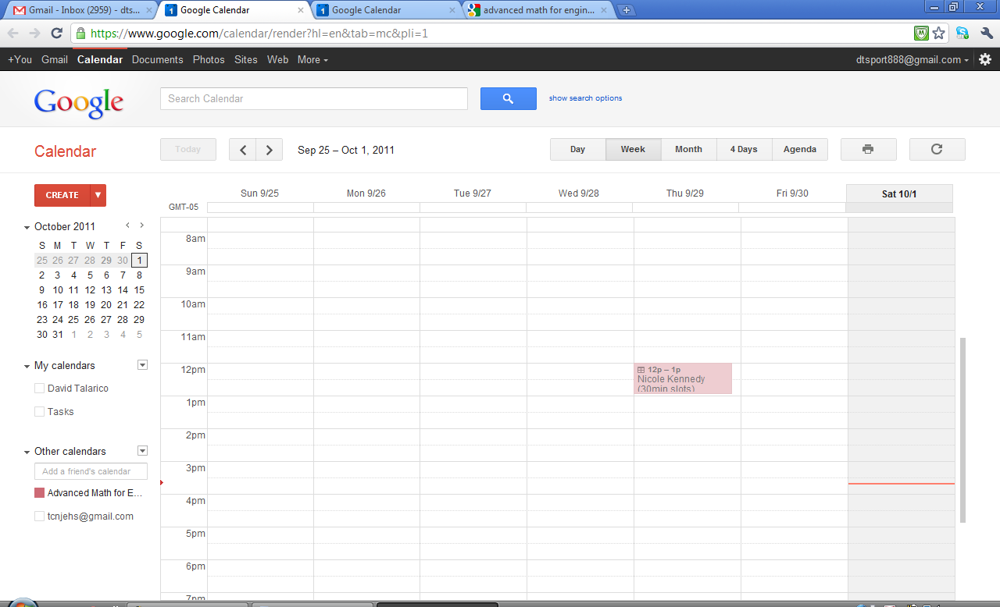 Gmail - Inbox (2959) - dts...
Google Calendar
Google Calendar
advanced math for engin...
https://www.google.com/calendar/render?hl=en&tab=mc&pli=1
+You Gmail Calendar Documents Photos Sites Web More
dtsport888@gmail.com
Google
Search Calendar
show search options
Calendar
Today
Sep 25 – Oct 1, 2011
Day Week Month 4 Days Agenda
CREATE
Sun 9/25 Mon 9/26 Tue 9/27 Wed 9/28 Thu 9/29 Fri 9/30 Sat 10/1
GMT-05
October 2011
S M T W T F S
25 26 27 28 29 30 1
2 3 4 5 6 7 8
9 10 11 12 13 14 15
16 17 18 19 20 21 22
23 24 25 26 27 28 29
30 31 1 2 3 4 5
My calendars
David Talarico
Tasks
Other calendars
Add a friend's calendar
Advanced Math for E...
tcnjehs@gmail.com
8am
9am
10am
11am
12pm
12p – 1p
Nicole Kennedy
(30min slots)
1pm
2pm
3pm
4pm
5pm
6pm
7pm